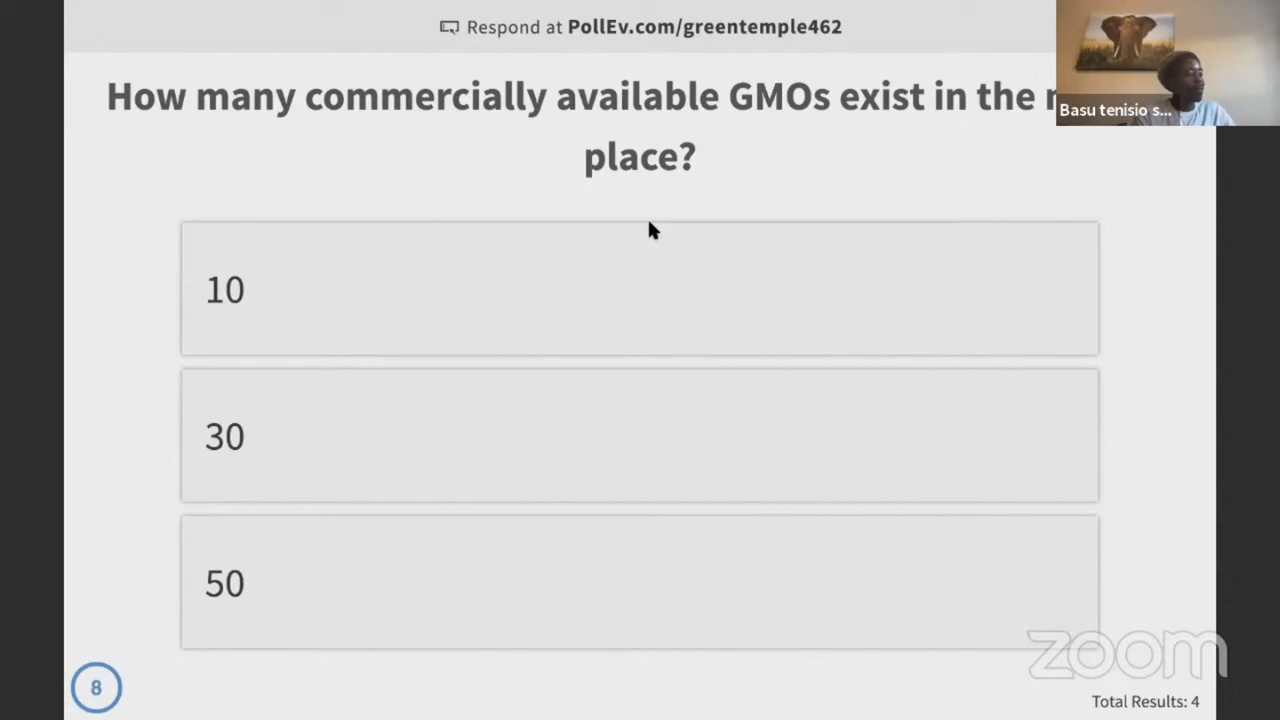 Respond at PollEv.com/greentemple462
How many commercially available GMOs exist in the
place?
Basu tenisio s...
10
30
50
zoom
8
Total Results: 4